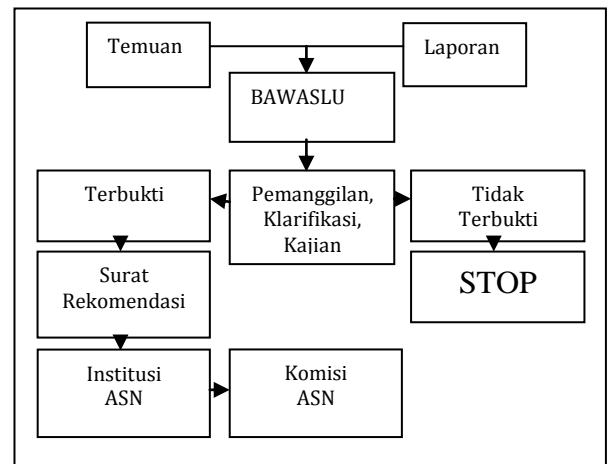 Temuan
Laporan
BAWASLU
Terbukti
Pemanggilan,
Klarifikasi,
Kajian
Tidak
Terbukti
Surat
Rekomendasi
STOP
Institusi
ASN
Komisi
ASN